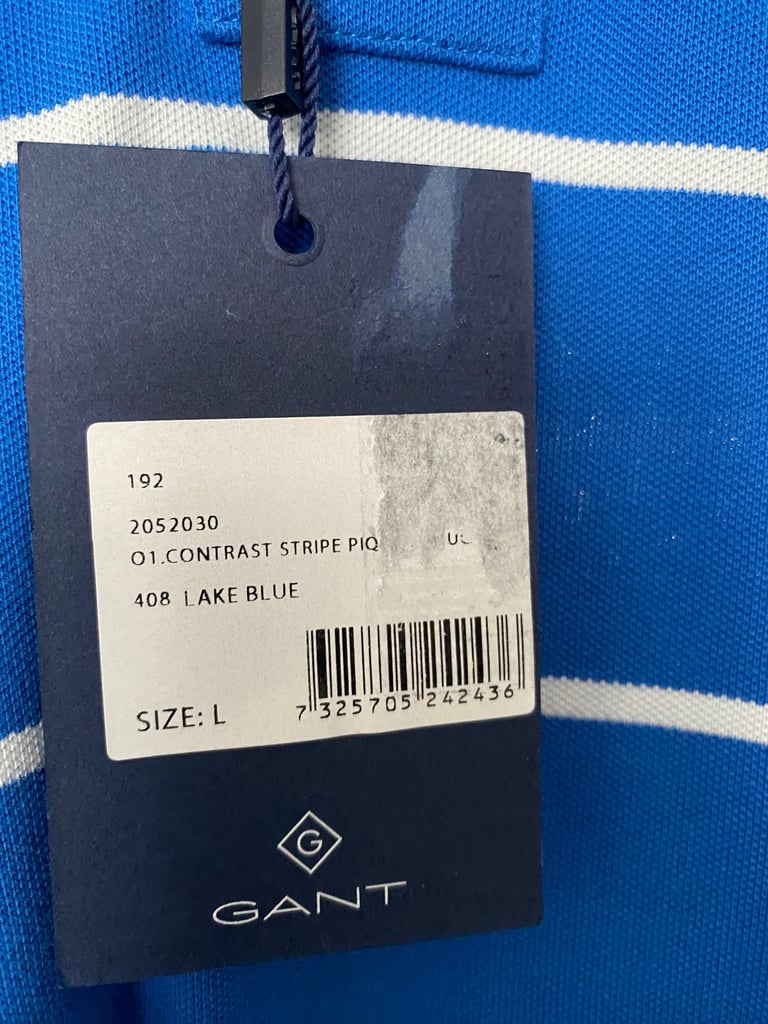 192
2052030
O1.CONTRAST STRIPE PIQ
408 LAKE BLUE
SIZE: L
7 325705 242436
G
GANT